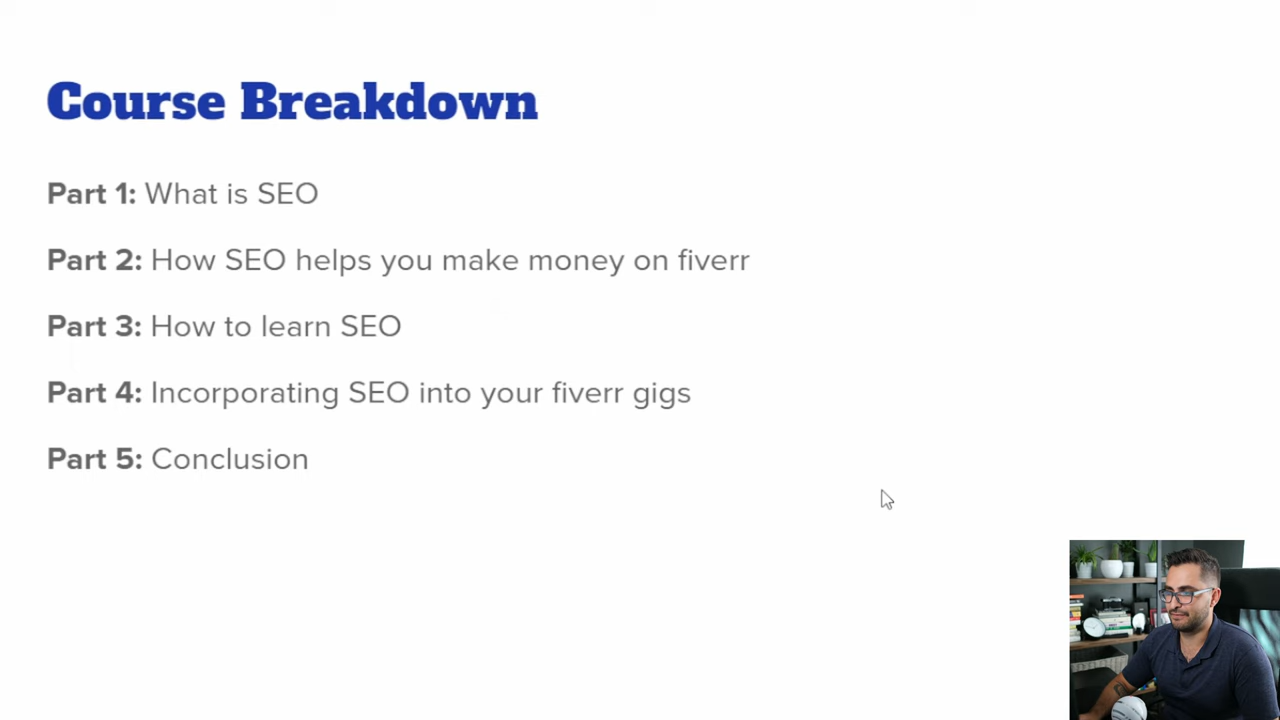 Course Breakdown
Part 1: What is SEO
Part 2: How SEO helps you make money on fiverr
Part 3: How to learn SEO
Part 4: Incorporating SEO into your fiverr gigs
Part 5: Conclusion